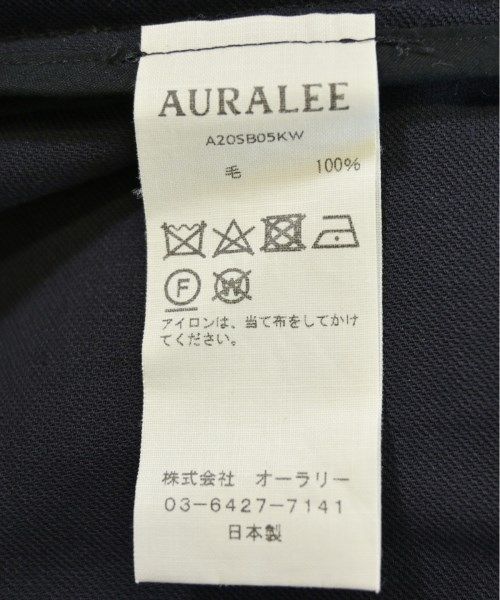 AURALEE
A20SB05KW
毛 100%
F W
アイロンは、当て布をしてかけ
てください。
株式会社 オーラリー
03-6427-7141
日本製